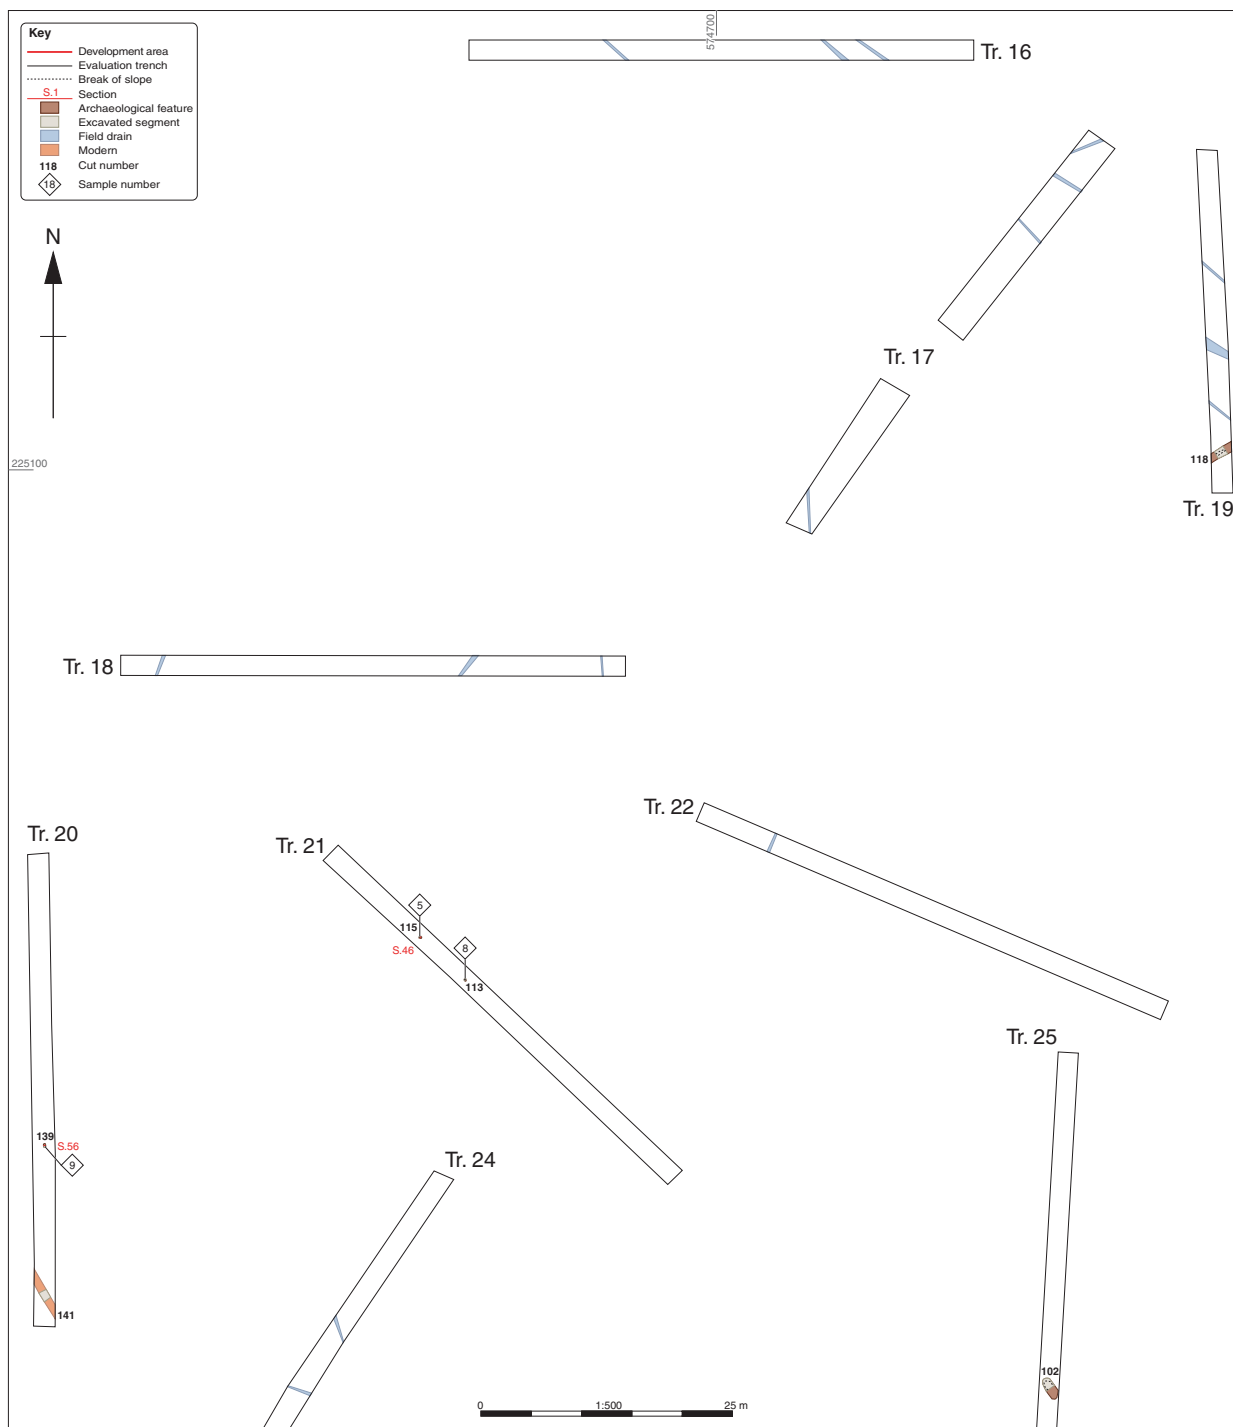 Key
Development area
Evaluation trench
Break of slope
S.1 Section
Archaeological feature
Excavated segment
Field drain
Modern
118 Cut number
18 Sample number
N
574700
Tr. 16
Tr. 17
225100
118
Tr. 19
Tr. 18
Tr. 22
Tr. 20
Tr. 21
5
115
S.46
8
113
Tr. 25
139
S.56
9
Tr. 24
141
102
0 1:500 25 m